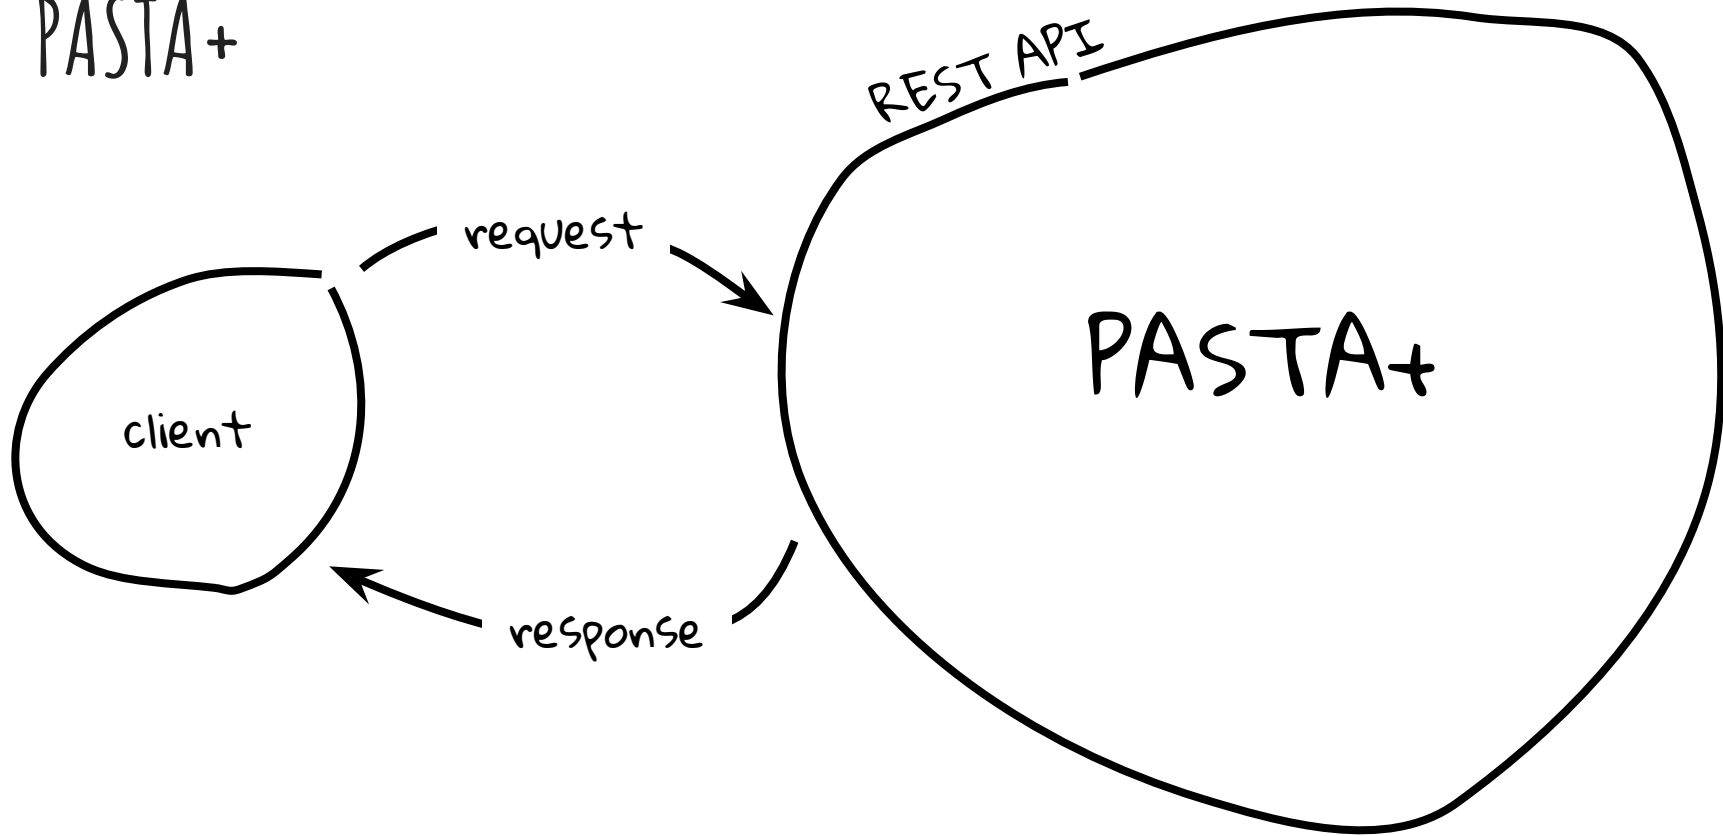 PASTA+
REST API
request
PASTA+
client
response